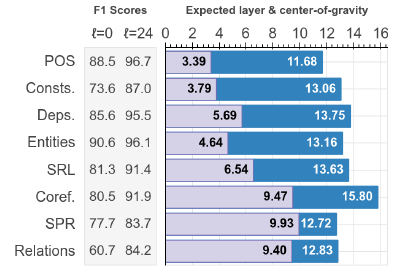 F1 Scores Expected layer & center-of-gravity
ℓ=0 ℓ=24 0 2 4 6 8 10 12 14 16
POS 88.5 96.7 3.39 11.68
Consts. 73.6 87.0 3.79 13.06
Deps. 85.6 95.5 5.69 13.75
Entities 90.6 96.1 4.64 13.16
SRL 81.3 91.4 6.54 13.63
Coref. 80.5 91.9 9.47 15.80
SPR 77.7 83.7 9.93 12.72
Relations 60.7 84.2 9.40 12.83